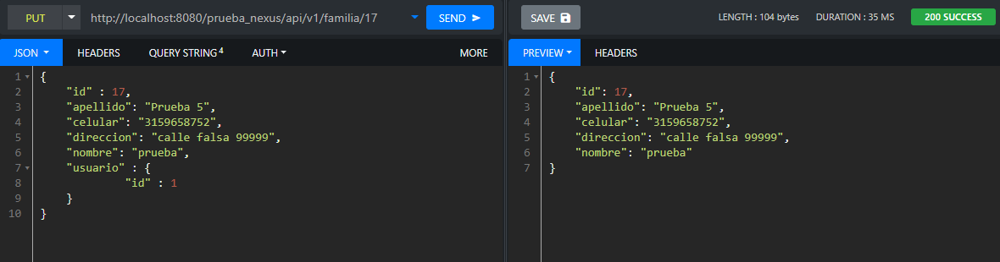 PUT http://localhost:8080/prueba_nexus/api/v1/familia/17 SEND
JSON HEADERS QUERY STRING 4 AUTH MORE
1 {
2 "id" : 17,
3 "apellido": "Prueba 5",
4 "celular": "3159658752",
5 "direccion": "calle falsa 99999",
6 "nombre": "prueba",
7 "usuario" : {
8 "id" : 1
9 }
10 }
SAVE LENGTH : 104 bytes DURATION : 35 MS 200 SUCCESS
PREVIEW HEADERS
1 {
2 "id": 17,
3 "apellido": "Prueba 5",
4 "celular": "3159658752",
5 "direccion": "calle falsa 99999",
6 "nombre": "prueba"
7 }